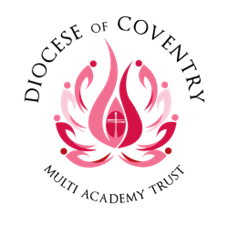 DIOCESE OF COVENTRY
MULTI ACADEMY TRUST